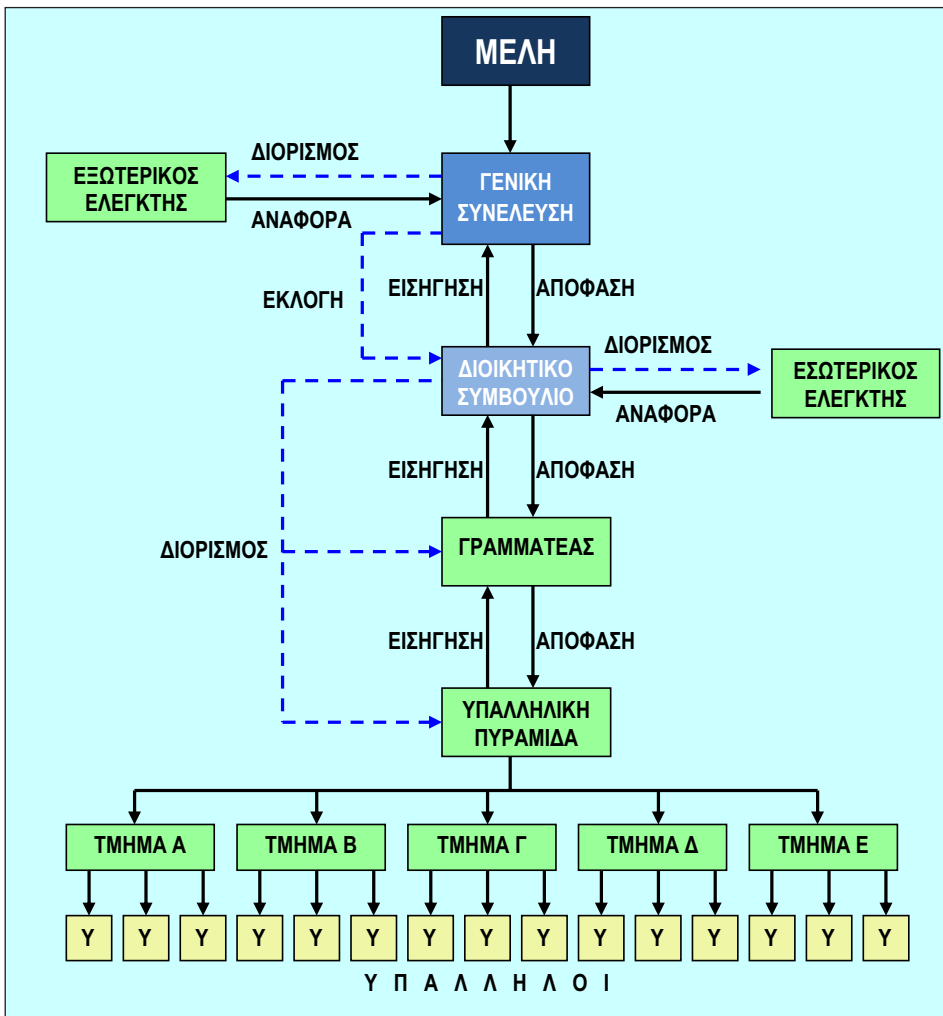 ΜΕΛΗ
ΔΙΟΡΙΣΜΟΣ
ΕΞΩΤΕΡΙΚΟΣ
ΕΛΕΓΚΤΗΣ
ΓΕΝΙΚΗ
ΣΥΝΕΛΕΥΣΗ
ΑΝΑΦΟΡΑ
ΕΚΛΟΓΗ
ΕΙΣΗΓΗΣΗ
ΑΠΟΦΑΣΗ
ΔΙΟΙΚΗΤΙΚΟ
ΣΥΜΒΟΥΛΙΟ
ΔΙΟΡΙΣΜΟΣ
ΕΣΩΤΕΡΙΚΟΣ
ΕΛΕΓΚΤΗΣ
ΑΝΑΦΟΡΑ
ΕΙΣΗΓΗΣΗ
ΑΠΟΦΑΣΗ
ΔΙΟΡΙΣΜΟΣ
ΓΡΑΜΜΑΤΕΑΣ
ΕΙΣΗΓΗΣΗ
ΑΠΟΦΑΣΗ
ΥΠΑΛΛΗΛΙΚΗ
ΠΥΡΑΜΙΔΑ
ΤΜΗΜΑ Α
ΤΜΗΜΑ Β
ΤΜΗΜΑ Γ
ΤΜΗΜΑ Δ
ΤΜΗΜΑ Ε
Υ Υ Υ Υ Υ Υ Υ Υ Υ Υ Υ Υ Υ Υ Υ
Υ Π Α Λ Λ Η Λ Ο Ι